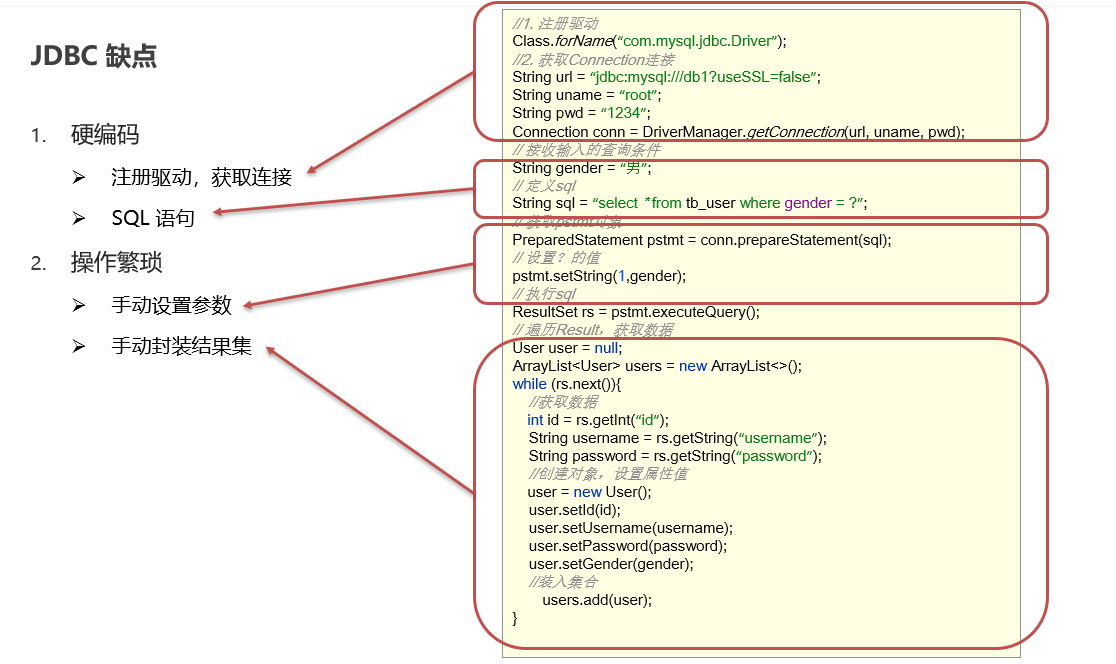 JDBC 缺点
1. 硬编码
➢ 注册驱动，获取连接
➢ SQL 语句
2. 操作繁琐
➢ 手动设置参数
➢ 手动封装结果集
//1. 注册驱动
Class.forName(“com.mysql.jdbc.Driver”);
//2. 获取Connection连接
String url = “jdbc:mysql:///db1?useSSL=false”;
String uname = “root”;
String pwd = “1234”;
Connection conn = DriverManager.getConnection(url, uname, pwd);
// 接收输入的查询条件
String gender = “男”;
// 定义sql
String sql = “select *from tb_user where gender = ?”;
// 获取pstmt对象
PreparedStatement pstmt = conn.prepareStatement(sql);
// 设置？的值
pstmt.setString(1,gender);
// 执行sql
ResultSet rs = pstmt.executeQuery();
// 遍历Result，获取数据
User user = null;
ArrayList<User> users = new ArrayList<>();
while (rs.next()){
//获取数据
int id = rs.getInt(“id”);
String username = rs.getString(“username”);
String password = rs.getString(“password”);
//创建对象，设置属性值
user = new User();
user.setId(id);
user.setUsername(username);
user.setPassword(password);
user.setGender(gender);
//装入集合
users.add(user);
}